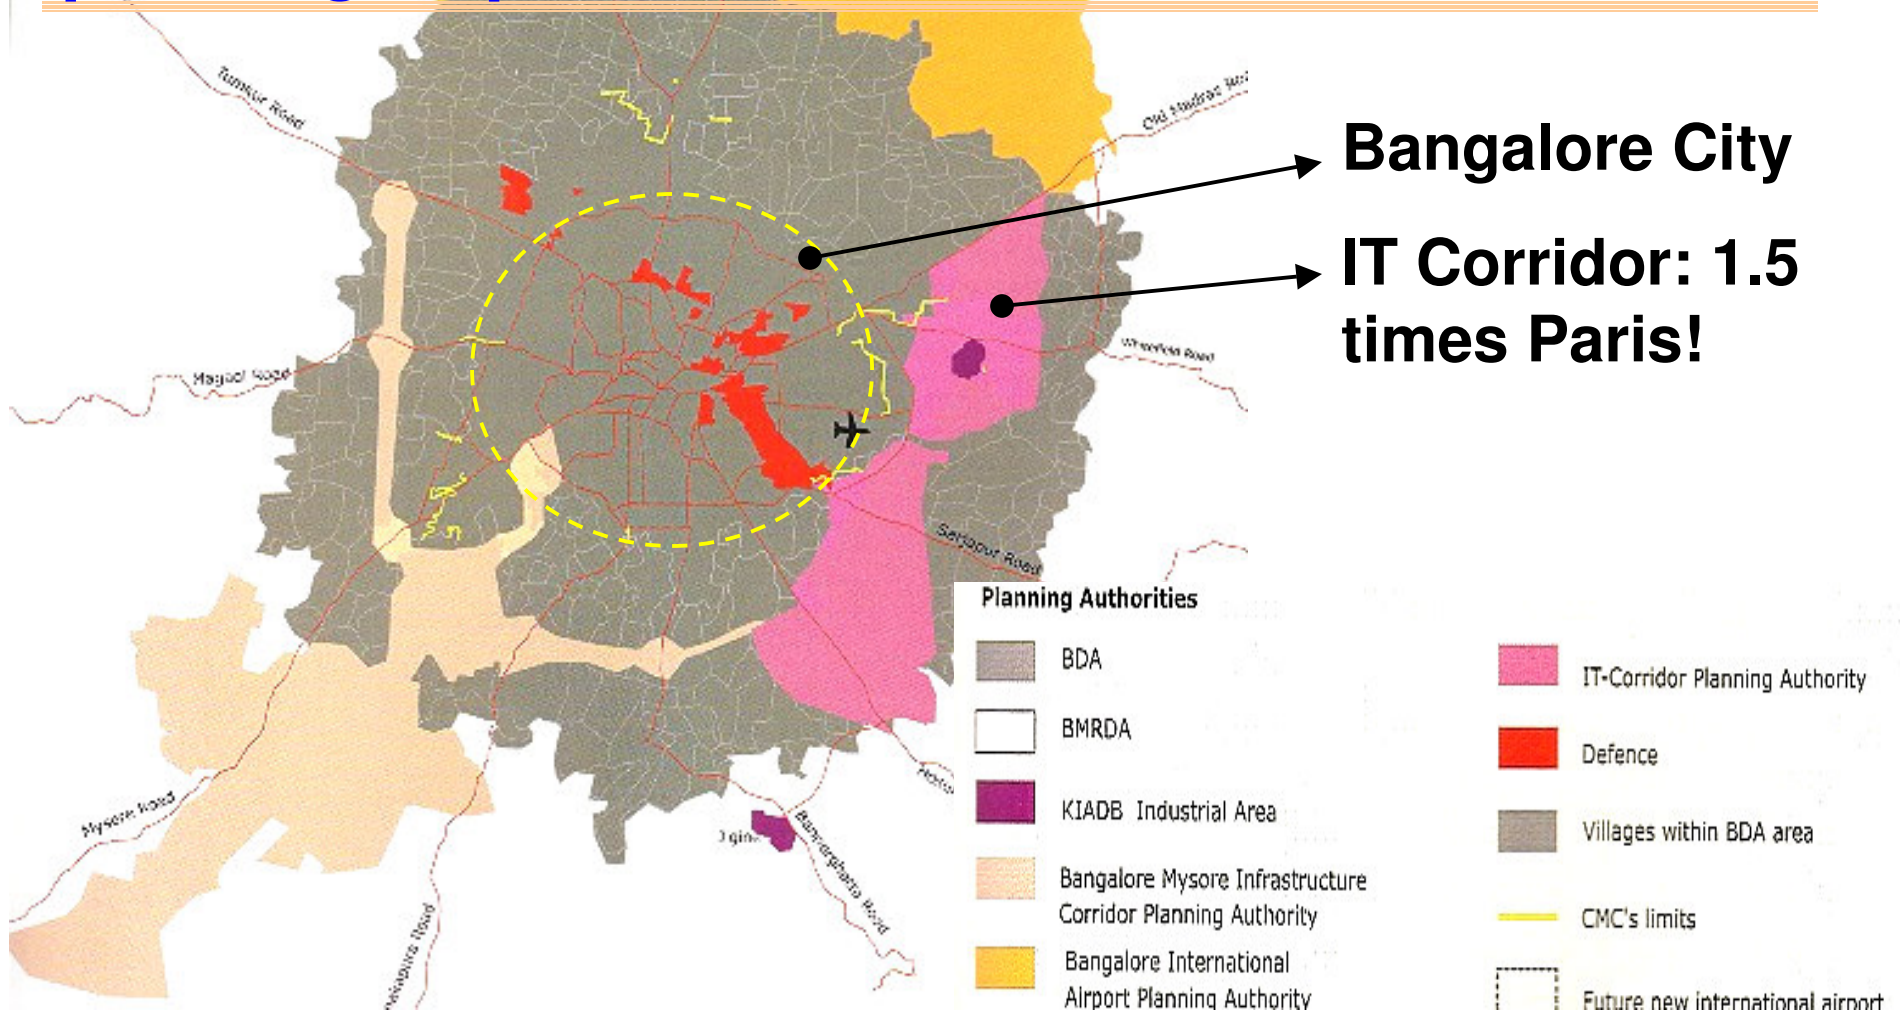 Tumkur Road
Old Madras
Bangalore City
IT Corridor: 1.5
times Paris!
Magadi Road
Whitefield Road
Sarjapur Road
Planning Authorities
BDA
BMRDA
KIADB Industrial Area
Bangalore Mysore Infrastructure
Corridor Planning Authority
Bangalore International
Airport Planning Authority
IT-Corridor Planning Authority
Defence
Villages within BDA area
CMC's limits
Future new international airport
Mysore Road
Bannerghatta Road
Road